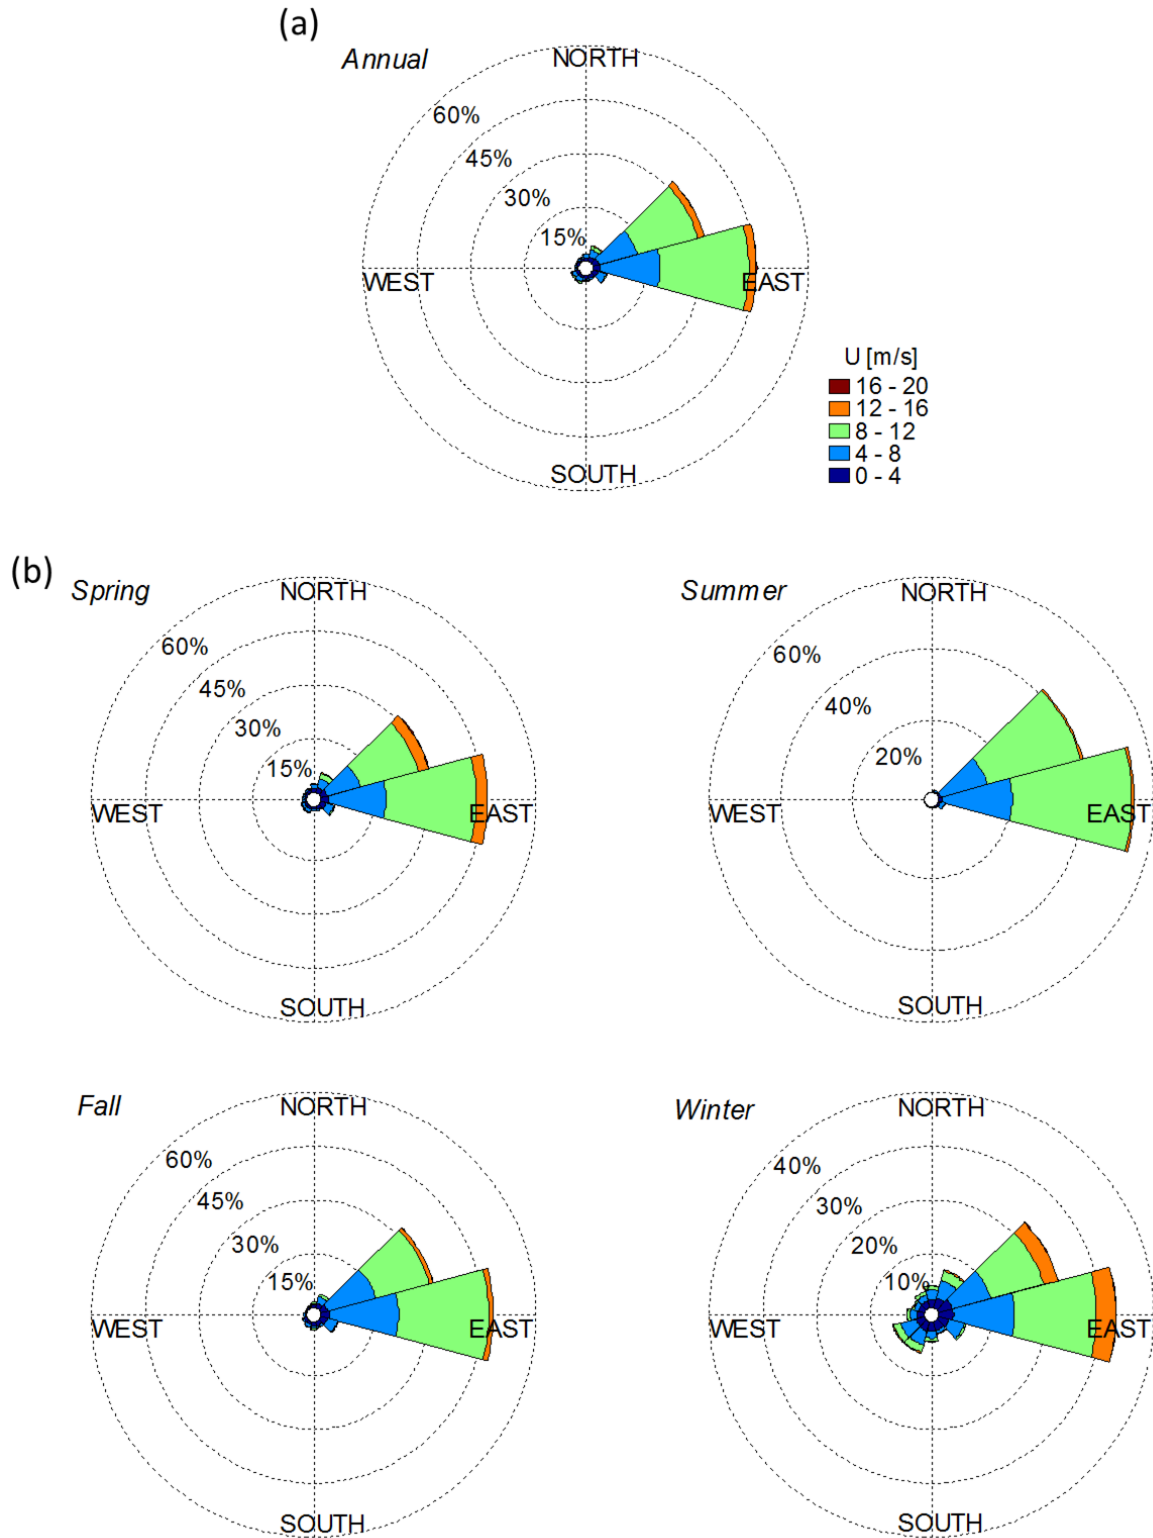 (a)
Annual
NORTH
60%
45%
30%
15%
WEST
EAST
SOUTH
U [m/s]
16 - 20
12 - 16
8 - 12
4 - 8
0 - 4
(b)
Spring
NORTH
60%
45%
30%
15%
WEST
EAST
SOUTH
Summer
NORTH
60%
40%
20%
WEST
EAST
SOUTH
Fall
NORTH
60%
45%
30%
15%
WEST
EAST
SOUTH
Winter
NORTH
40%
30%
20%
10%
WEST
EAST
SOUTH